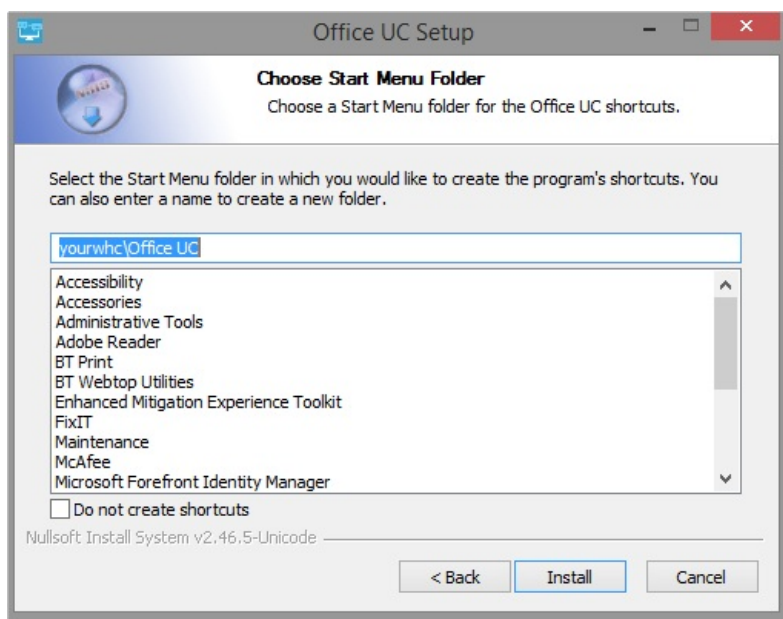 Office UC Setup
Choose Start Menu Folder
Choose a Start Menu folder for the Office UC shortcuts.
Select the Start Menu folder in which you would like to create the program's shortcuts. You
can also enter a name to create a new folder.
yourwhc\Office UC
Accessibility
Accessories
Administrative Tools
Adobe Reader
BT Print
BT Webtop Utilities
Enhanced Mitigation Experience Toolkit
FixIT
Maintenance
McAfee
Microsoft Forefront Identity Manager
Do not create shortcuts
Nullsoft Install System v2.46.5-Unicode
< Back Install Cancel